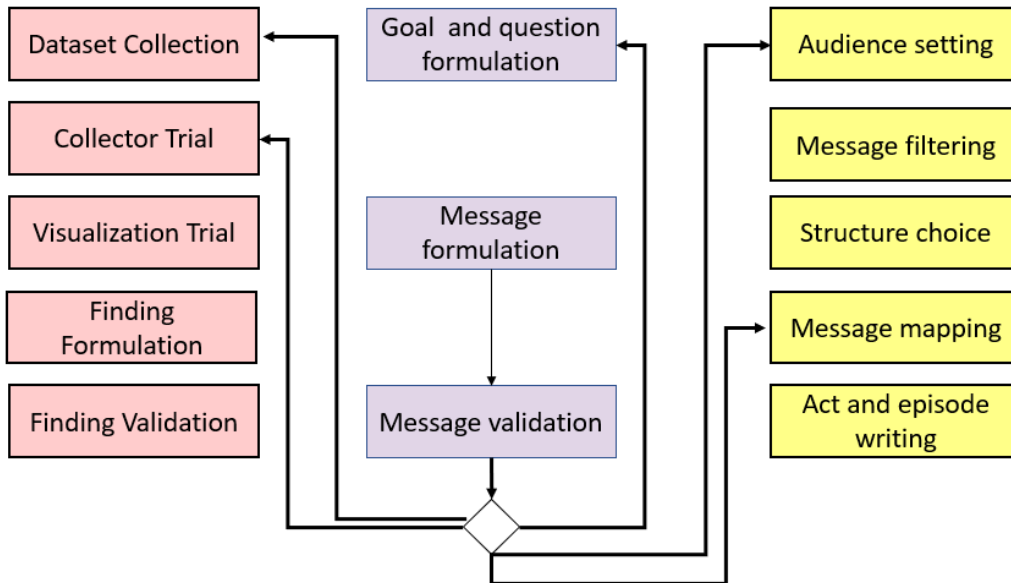 Dataset Collection
Collector Trial
Visualization Trial
Finding
Formulation
Finding Validation
Goal and question
formulation
Message
formulation
Message validation
Audience setting
Message filtering
Structure choice
Message mapping
Act and episode
writing